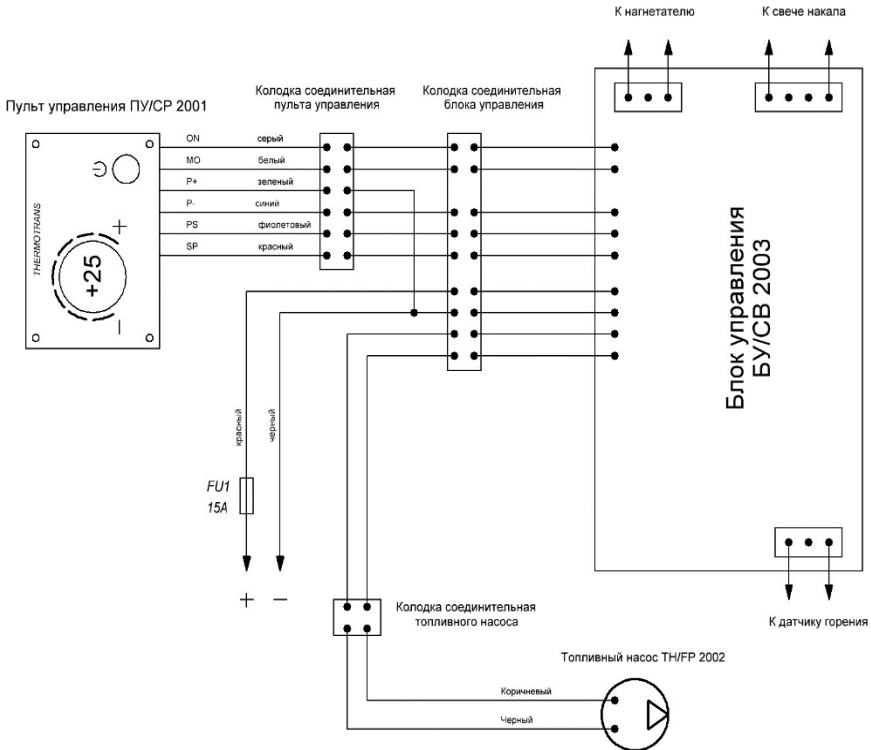 К нагнетателю
К свече накала
Пульт управления ПУ/CP 2001
Колодка соединительная
пульта управления
Колодка соединительная
блока управления
ON серый
MO белый
P+ зеленый
P- синий
PS фиолетовый
SP красный
THERMOTRANS
+
+25
−
Блок управления
БУ/СВ 2003
красный
черный
FU1
15A
+ −
Колодка соединительная
топливного насоса
К датчику горения
Топливный насос ТН/FP 2002
Коричневый
Черный